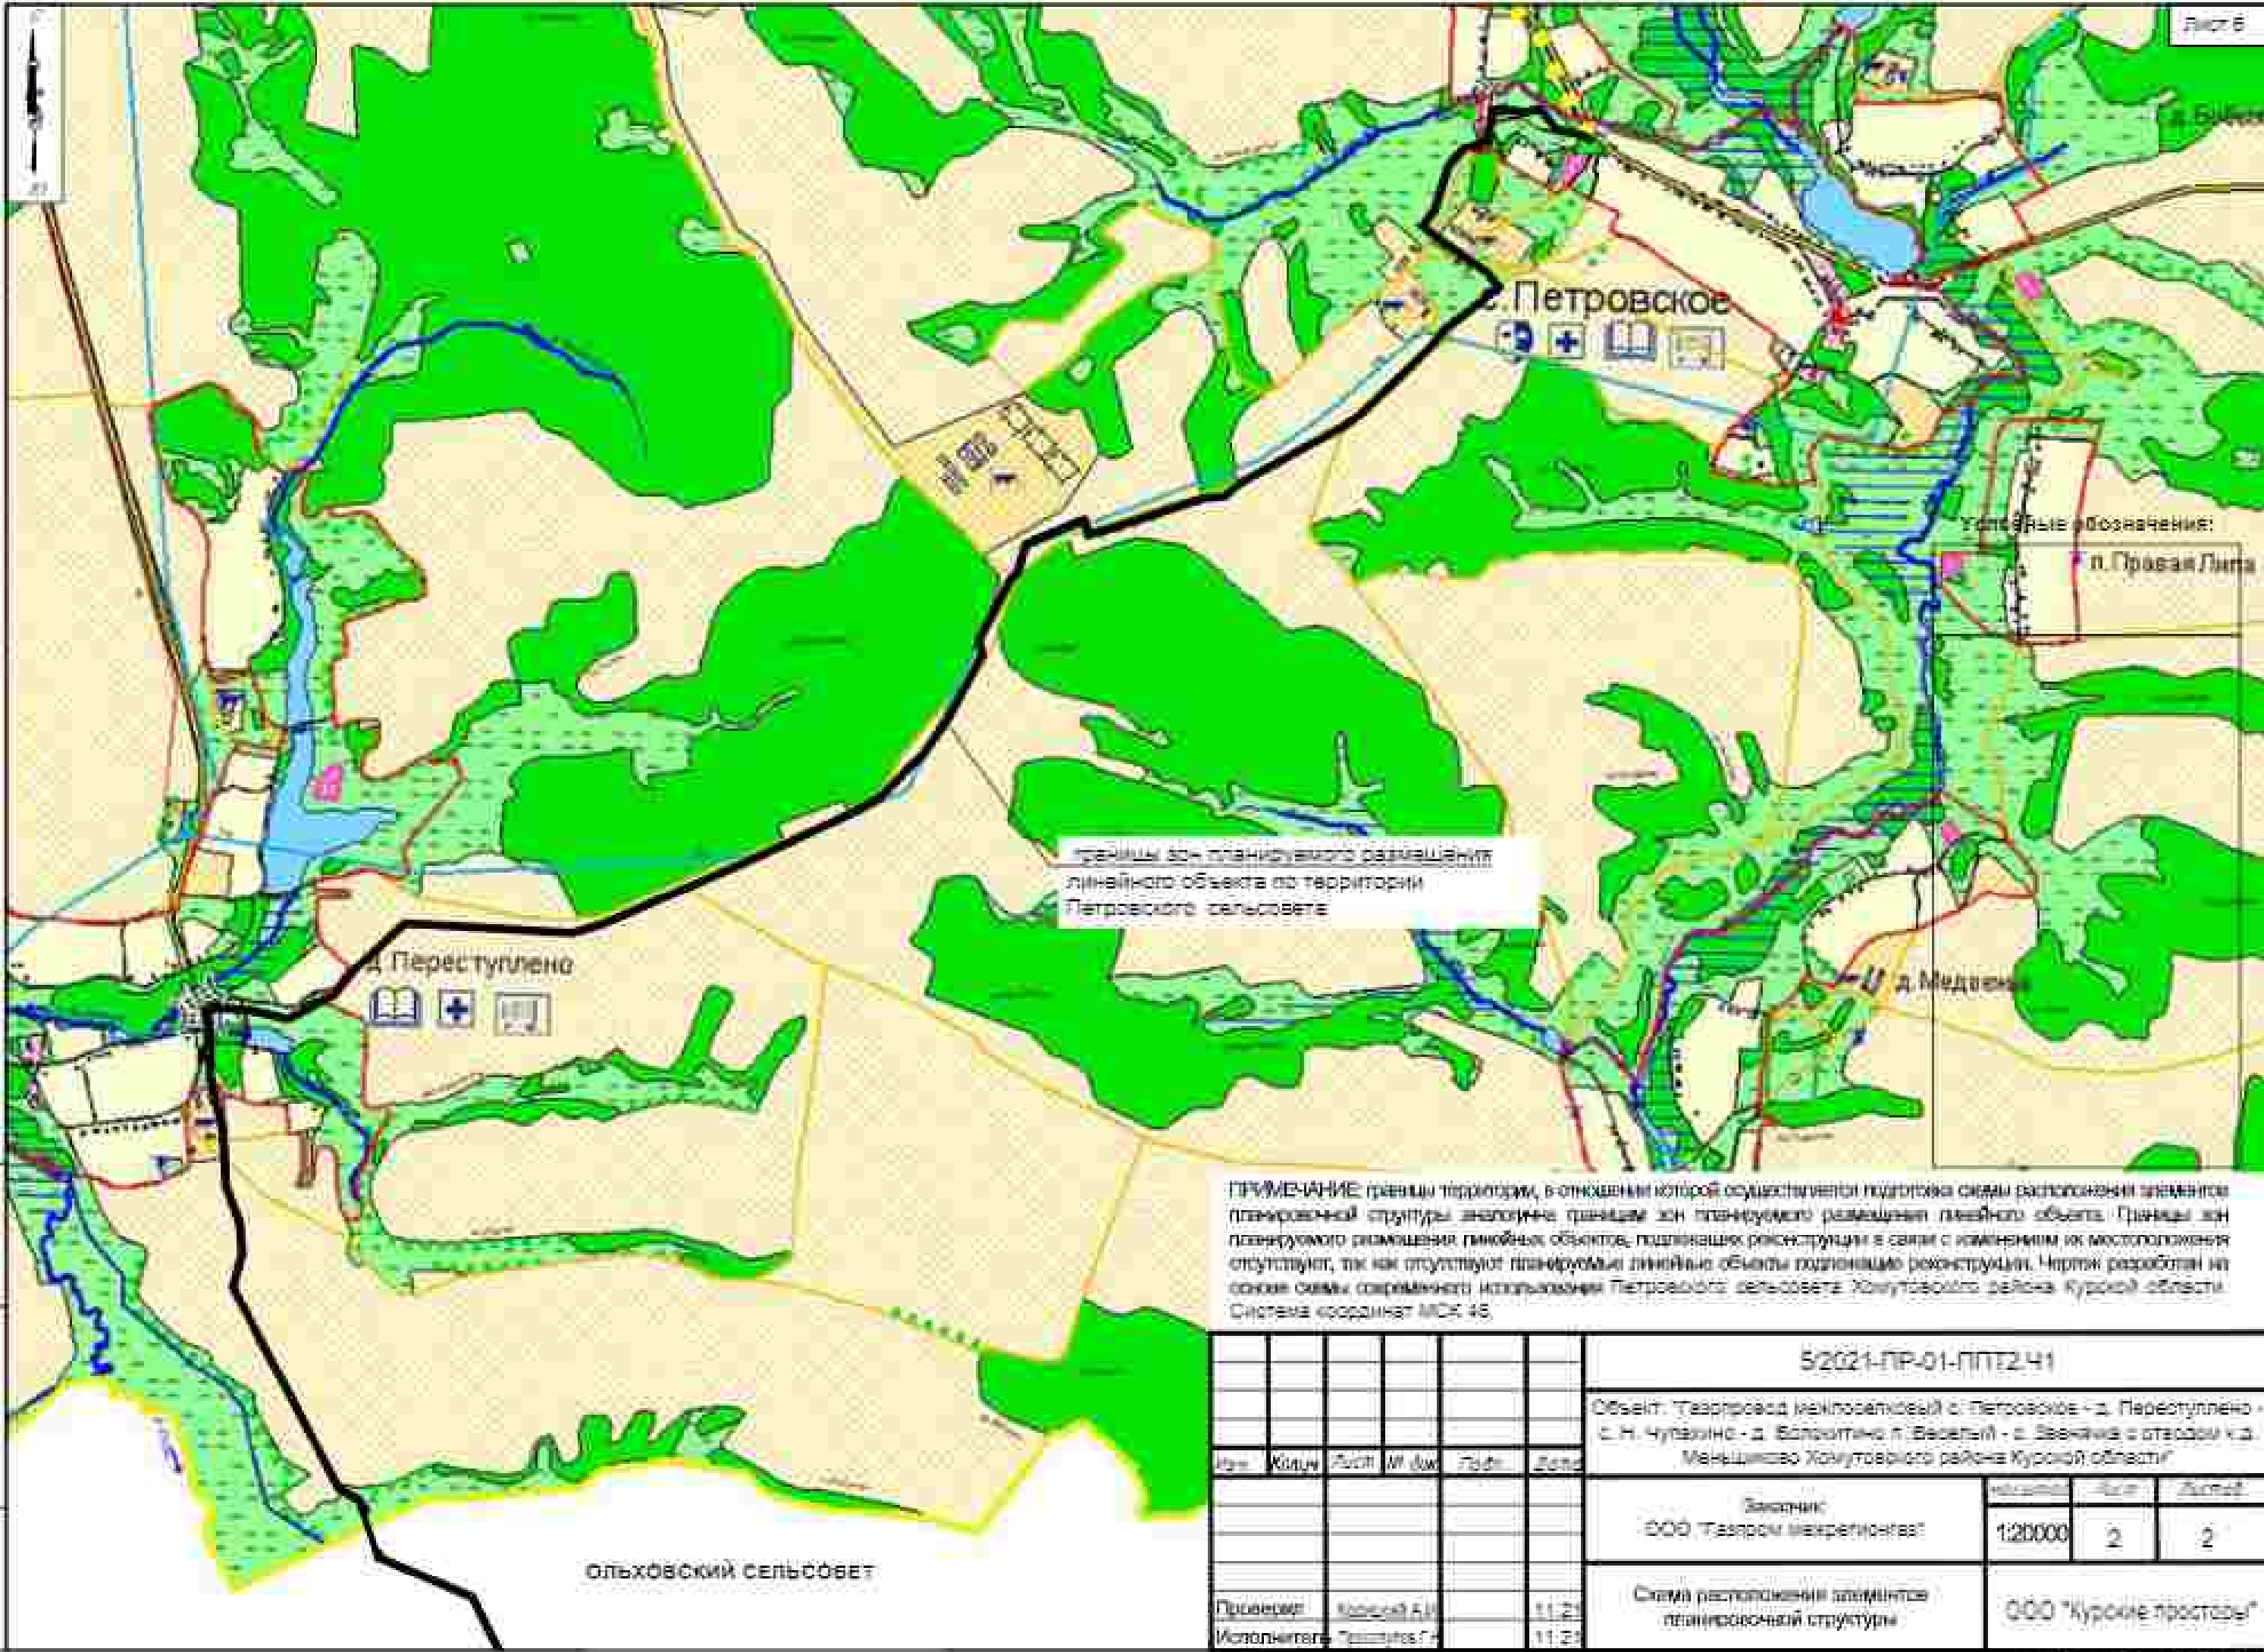 Лист 6
с.Петровское
Условные обозначения:
п.Правая Липа
границы зон планируемого размещения
линейного объекта по территории
Петровского сельсовета
д.Переступлено
ПРИМЕЧАНИЕ: границы территории, в отношении которой осуществляется подготовка схемы расположения элементов
планировочной структуры аналогична границам зон планируемого размещения линейного объекта. Границы зон
планируемого размещения линейных объектов, подлежащих реконструкции в связи с изменением их местоположения
отсутствуют, так как отсутствуют планируемые линейные объекты подлежащие реконструкции. Чертеж разработан на
основе схемы современного использования Петровского сельсовета Хомутовского района Курской области.
Система координат МСК 46.
5/2021-ПР-01-ППТ2.Ч1
Объект: "Газопровод межпоселковый с. Петровское - д. Переступлено -
с. Н. Чупахино - д. Волокитино п. Веселый - с. Звенячка с отводом к д.
Меньшиково Хомутовского района Курской области"
Изм. Кол.уч Лист № док Подп. Дата
Заказчик:
ООО "Газпром межрегионгаз"
масштаб Лист Листов
1:20000 2 2
Схема расположения элементов
планировочной структуры
ООО "Курские просторы"
Проверил 11.21
Исполнитель 11.21
ОЛЬХОВСКИЙ СЕЛЬСОВЕТ